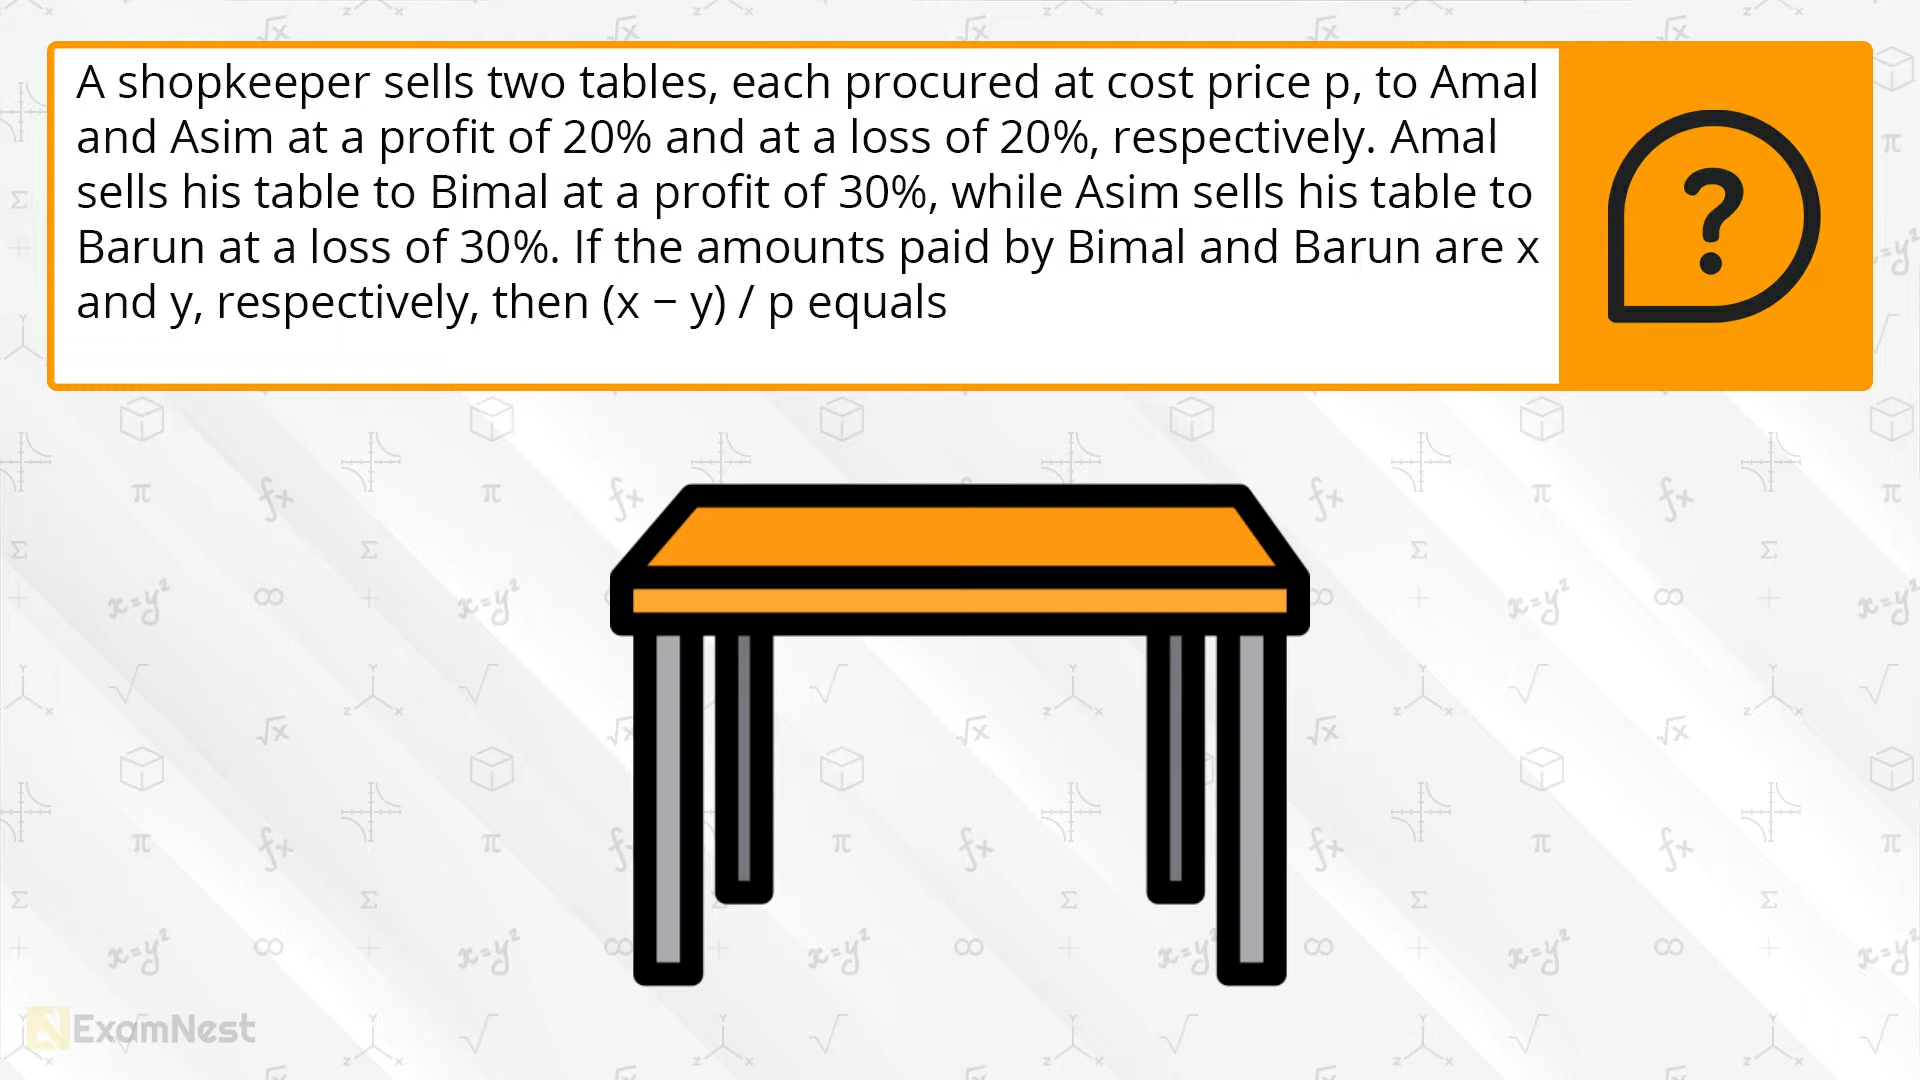 A shopkeeper sells two tables, each procured at cost price p, to Amal
and Asim at a profit of 20% and at a loss of 20%, respectively. Amal
sells his table to Bimal at a profit of 30%, while Asim sells his table to
Barun at a loss of 30%. If the amounts paid by Bimal and Barun are x
and y, respectively, then (x − y) / p equals
?
ExamNest